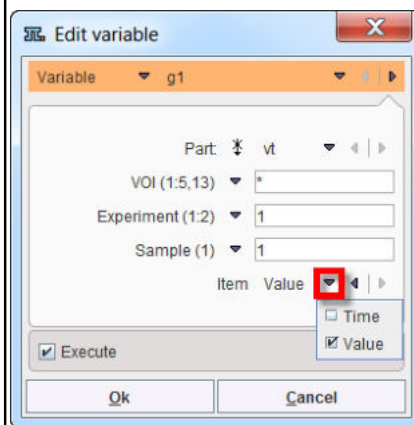 Edit variable
Variable g1
Part: vt
VOI (1:5,13) *
Experiment (1:2) 1
Sample (1) 1
Item Value
Time
Value
Execute
Ok Cancel